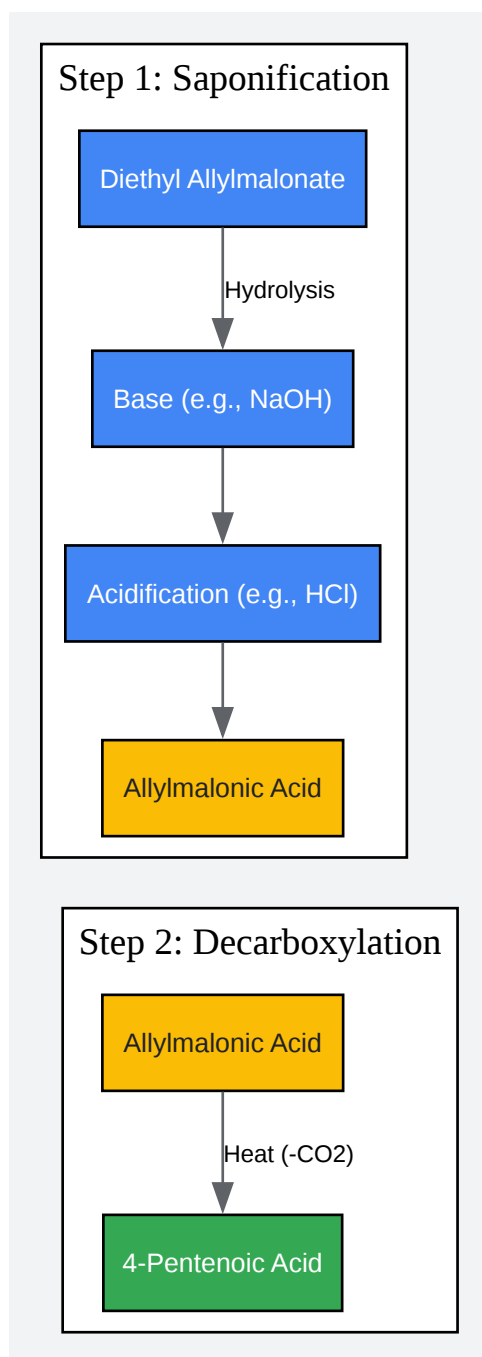 Step 1: Saponification
Diethyl Allylmalonate
Hydrolysis
Base (e.g., NaOH)
Acidification (e.g., HCl)
Allylmalonic Acid
Step 2: Decarboxylation
Allylmalonic Acid
Heat (-CO2)
4-Pentenoic Acid